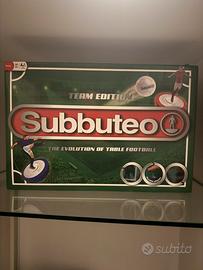 TEAM EDITION
Subbuteo
THE EVOLUTION OF TABLE FOOTBALL
subito